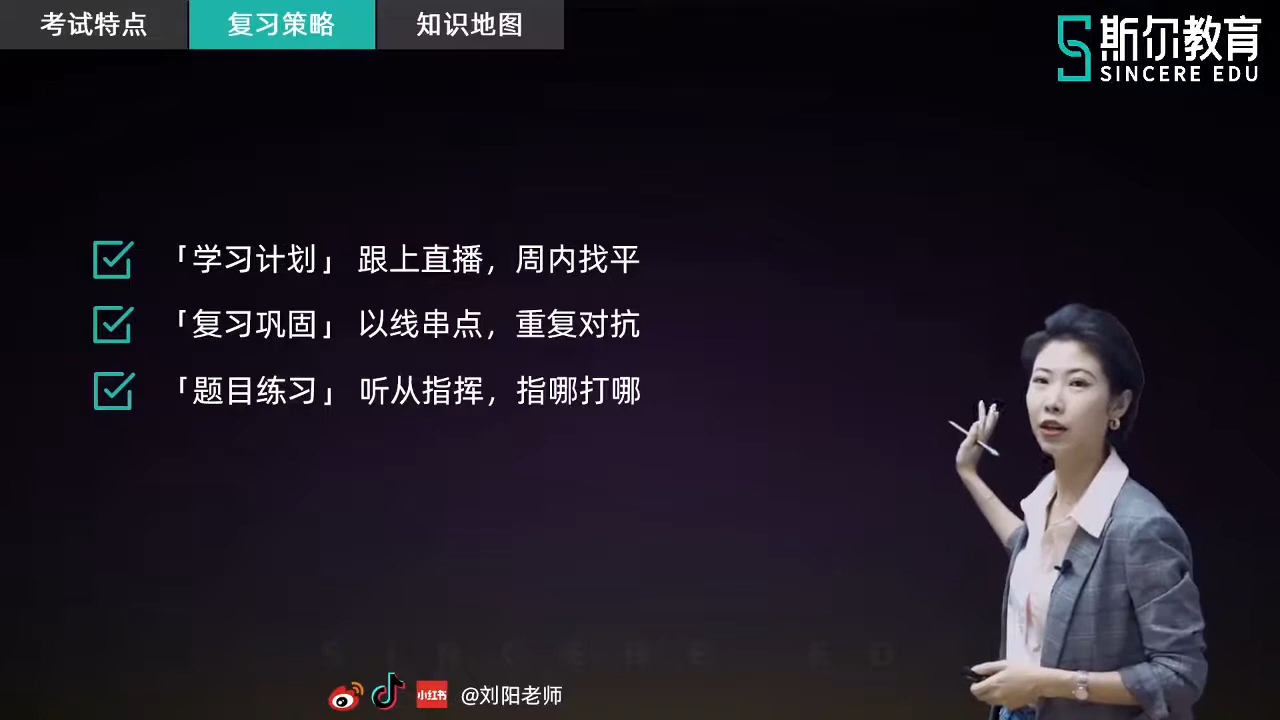 考试特点
复习策略
知识地图
斯尔教育
SINCERE EDU
「学习计划」 跟上直播，周内找平
「复习巩固」 以线串点，重复对抗
「题目练习」 听从指挥，指哪打哪
SINCERE ED
小红书
@刘阳老师